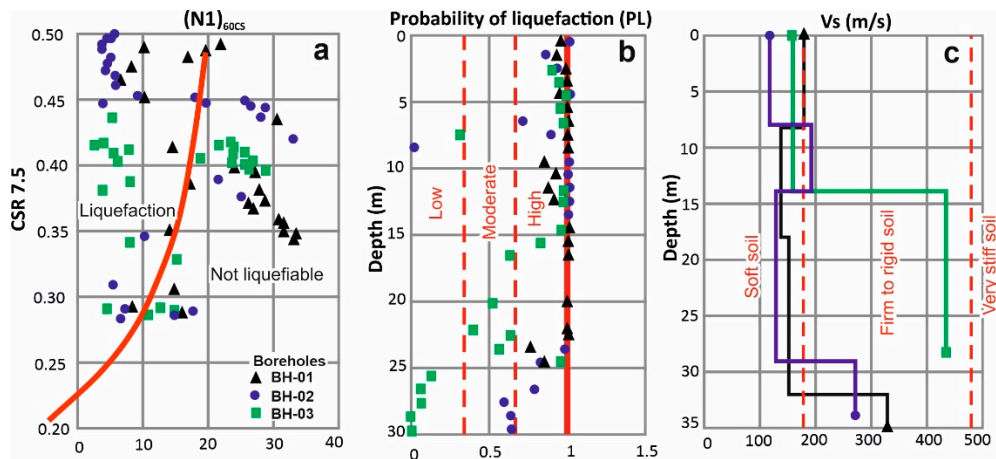 (N1)60CS
a
CSR 7.5
0.50
0.45
0.40
0.35
0.30
0.25
0.20
0
10
20
30
40
Liquefaction
Not liquefiable
Boreholes
BH-01
BH-02
BH-03
Probability of liquefaction (PL)
b
Depth (m)
0
5
10
15
20
25
30
0
0.5
1
1.5
Low
Moderate
High
Vs (m/s)
c
Depth (m)
0
5
10
15
20
25
30
35
0
100
200
300
400
500
Soft soil
Firm to rigid soil
Very stiff soil